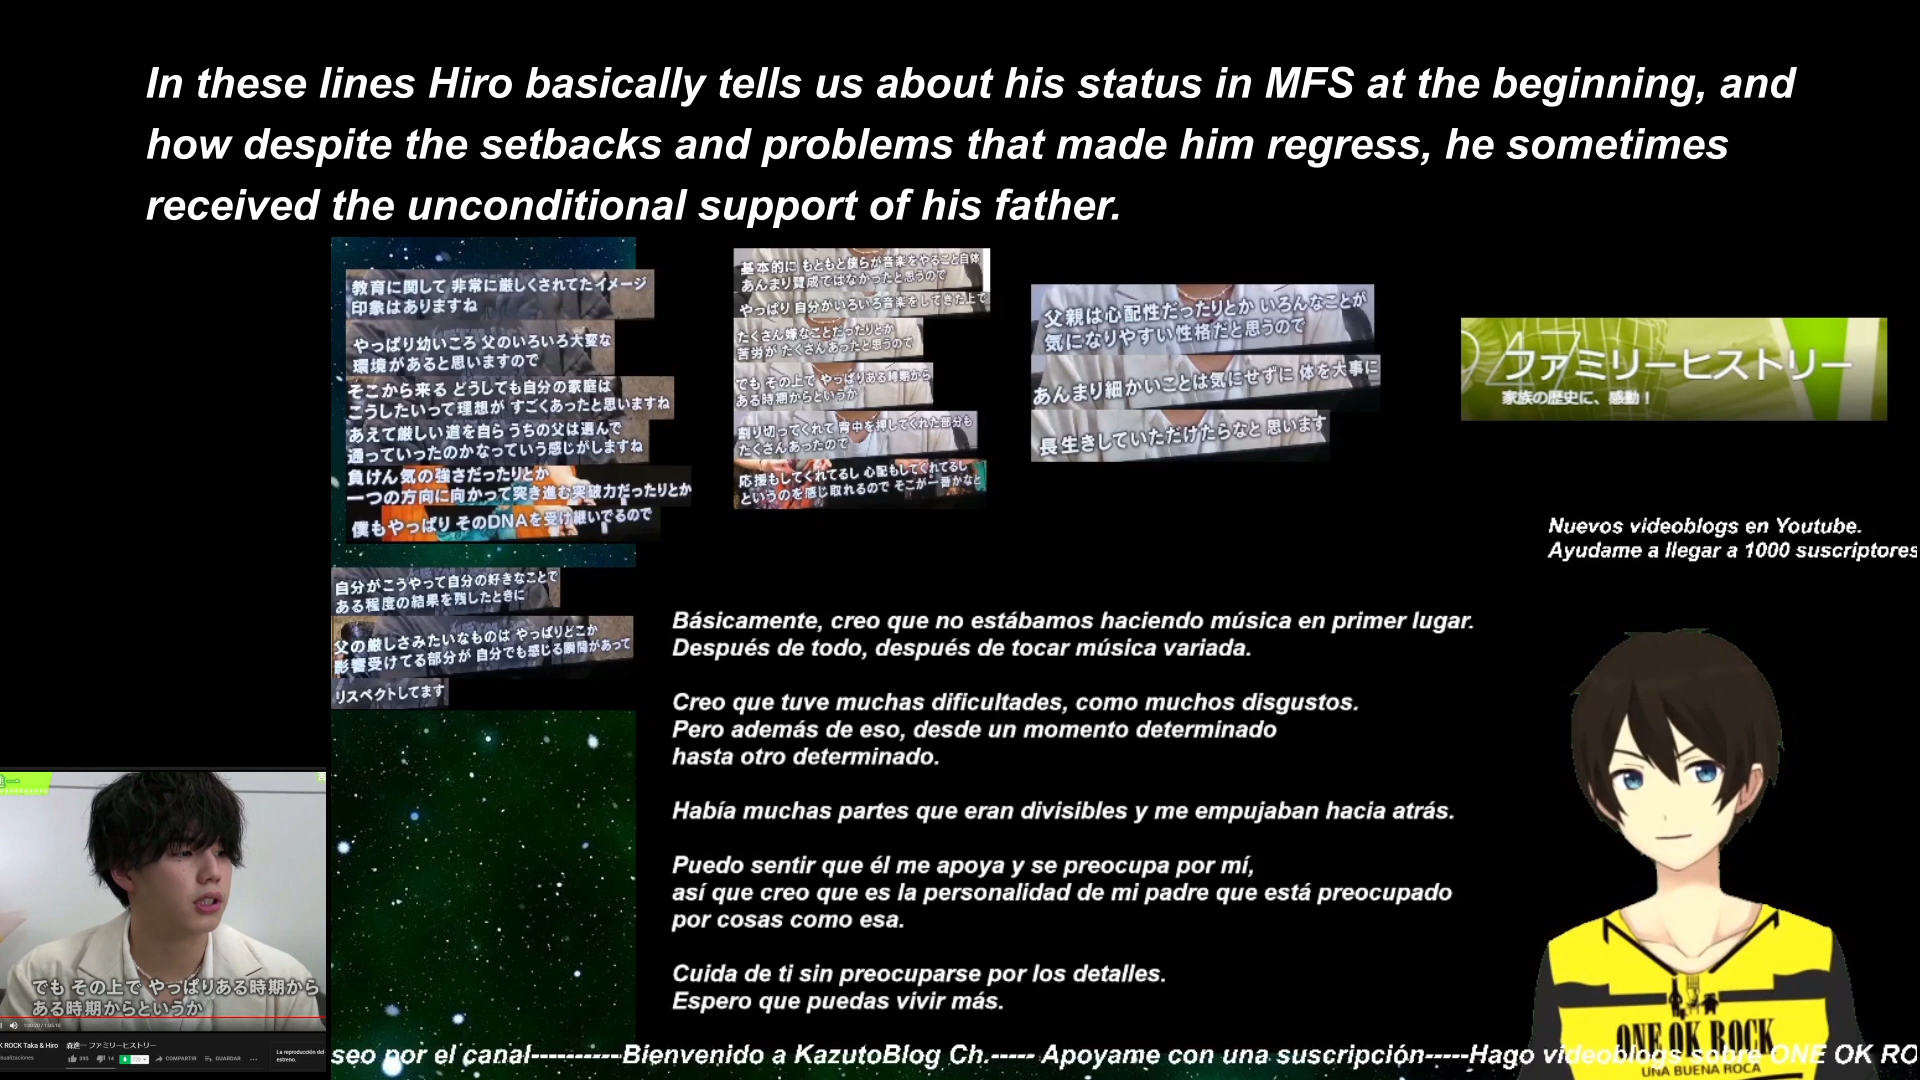 In these lines Hiro basically tells us about his status in MFS at the beginning, and
how despite the setbacks and problems that made him regress, he sometimes
received the unconditional support of his father.
教育に関して 非常に厳しくされてたイメージ
印象はありますね
やっぱり幼いころ 父のいろいろ大変な
環境があると思いますので
そこから来る どうしても自分の家庭は
こうしたいって理想が すごくあったと思いますね
あえて厳しい道を自ら うちの父は選んで
通っていったのかなっていう感じがしますね
負けん気の強さだったりとか
一つの方向に向かって突き進む突破力だったりとか
僕もやっぱり そのDNAを受け継いでるので
自分がこうやって自分の好きなことで
ある程度の結果を残したときに
父の厳しさみたいなものは やっぱりどこか
影響受けてる部分が 自分でも感じる瞬間があって
リスペクトしてます
基本的に もともと僕らが音楽をやること自体
あんまり賛成ではなかったと思うので
やっぱり 自分がいろいろ音楽をしてきた上で
たくさん嫌なことだったりとか
苦労が たくさんあったと思うので
でも その上で やっぱりある時期から
ある時期からというか
割り切ってくれて 背中を押してくれた部分も
たくさんあったので
応援もしてくれてるし 心配もしてくれてるし
というのを感じ取れるので そこが一番かなと
父親は心配性だったりとか いろんなことが
気になりやすい性格だと思うので
あんまり細かいことは気にせずに 体を大事に
長生きしていただけたらなと 思います
ファミリーヒストリー
家族の歴史に、感動！
Nuevos videoblogs en Youtube.
Ayudame a llegar a 1000 suscriptores
Básicamente, creo que no estábamos haciendo música en primer lugar.
Después de todo, después de tocar música variada.
Creo que tuve muchas dificultades, como muchos disgustos.
Pero además de eso, desde un momento determinado
hasta otro determinado.
Había muchas partes que eran divisibles y me empujaban hacia atrás.
Puedo sentir que él me apoya y se preocupa por mí,
así que creo que es la personalidad de mi padre que está preocupado
por cosas como esa.
Cuida de ti sin preocuparse por los detalles.
Espero que puedas vivir más.
でも その上で やっぱりある時期から
ある時期からというか
K ROCK Taka & Hiro 森進一 ファミリーヒストリー
COMPARTIR GUARDAR
La reproducción del
estreno.
ONE OK ROCK
UNA BUENA ROCA
seo por el canal----------Bienvenido a KazutoBlog Ch.----- Apoyame con una suscripción-----Hago videoblogs sobre ONE OK RO